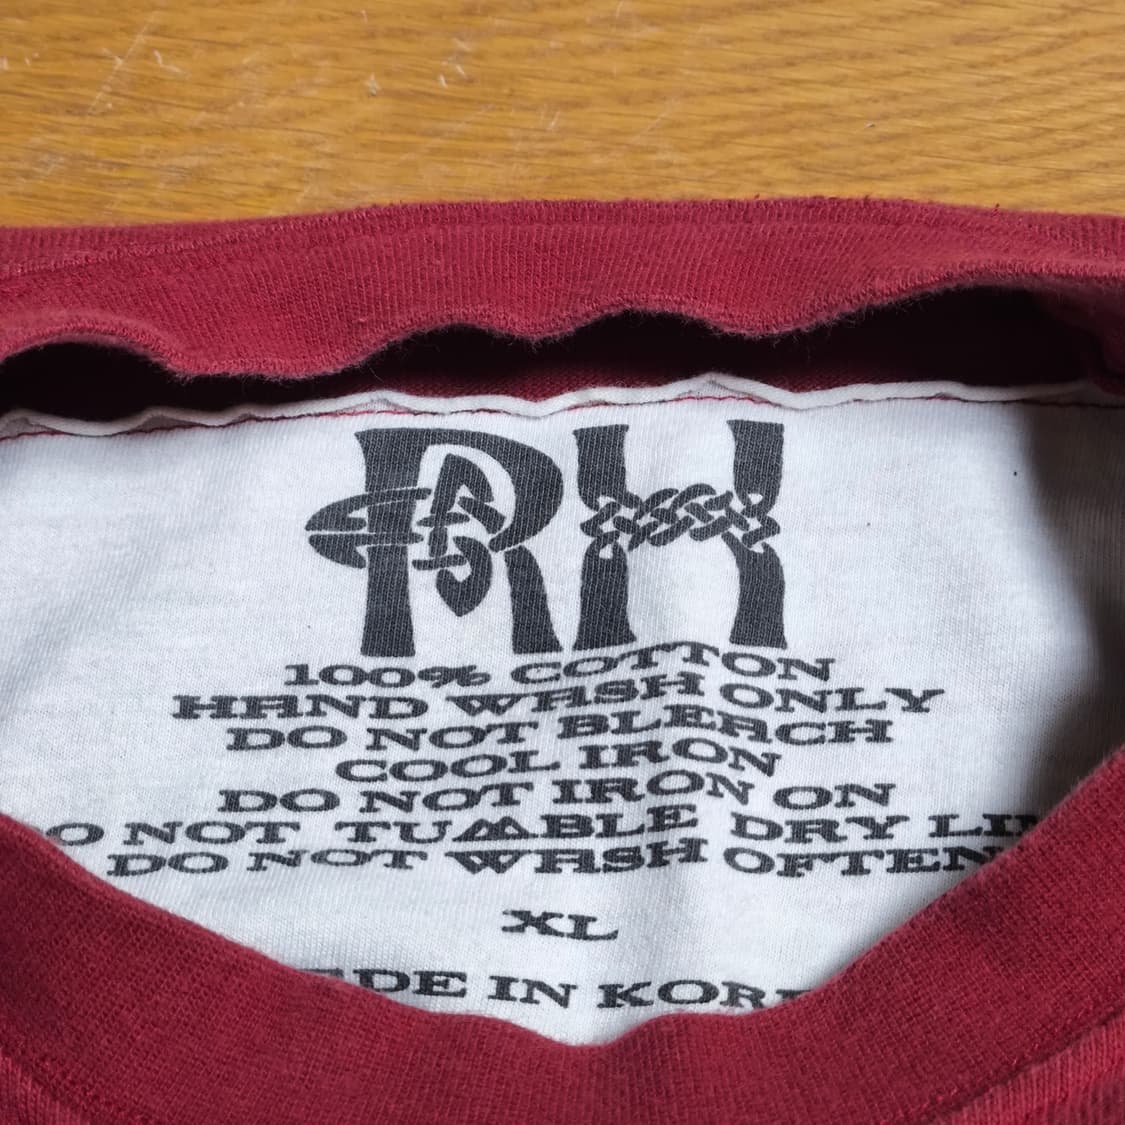 RH
100% COTTON
HAND WASH ONLY
DO NOT BLEACH
COOL IRON
DO NOT IRON ON
NOT TUMBLE DRY
DO NOT WASH OFTEN
XL
IN